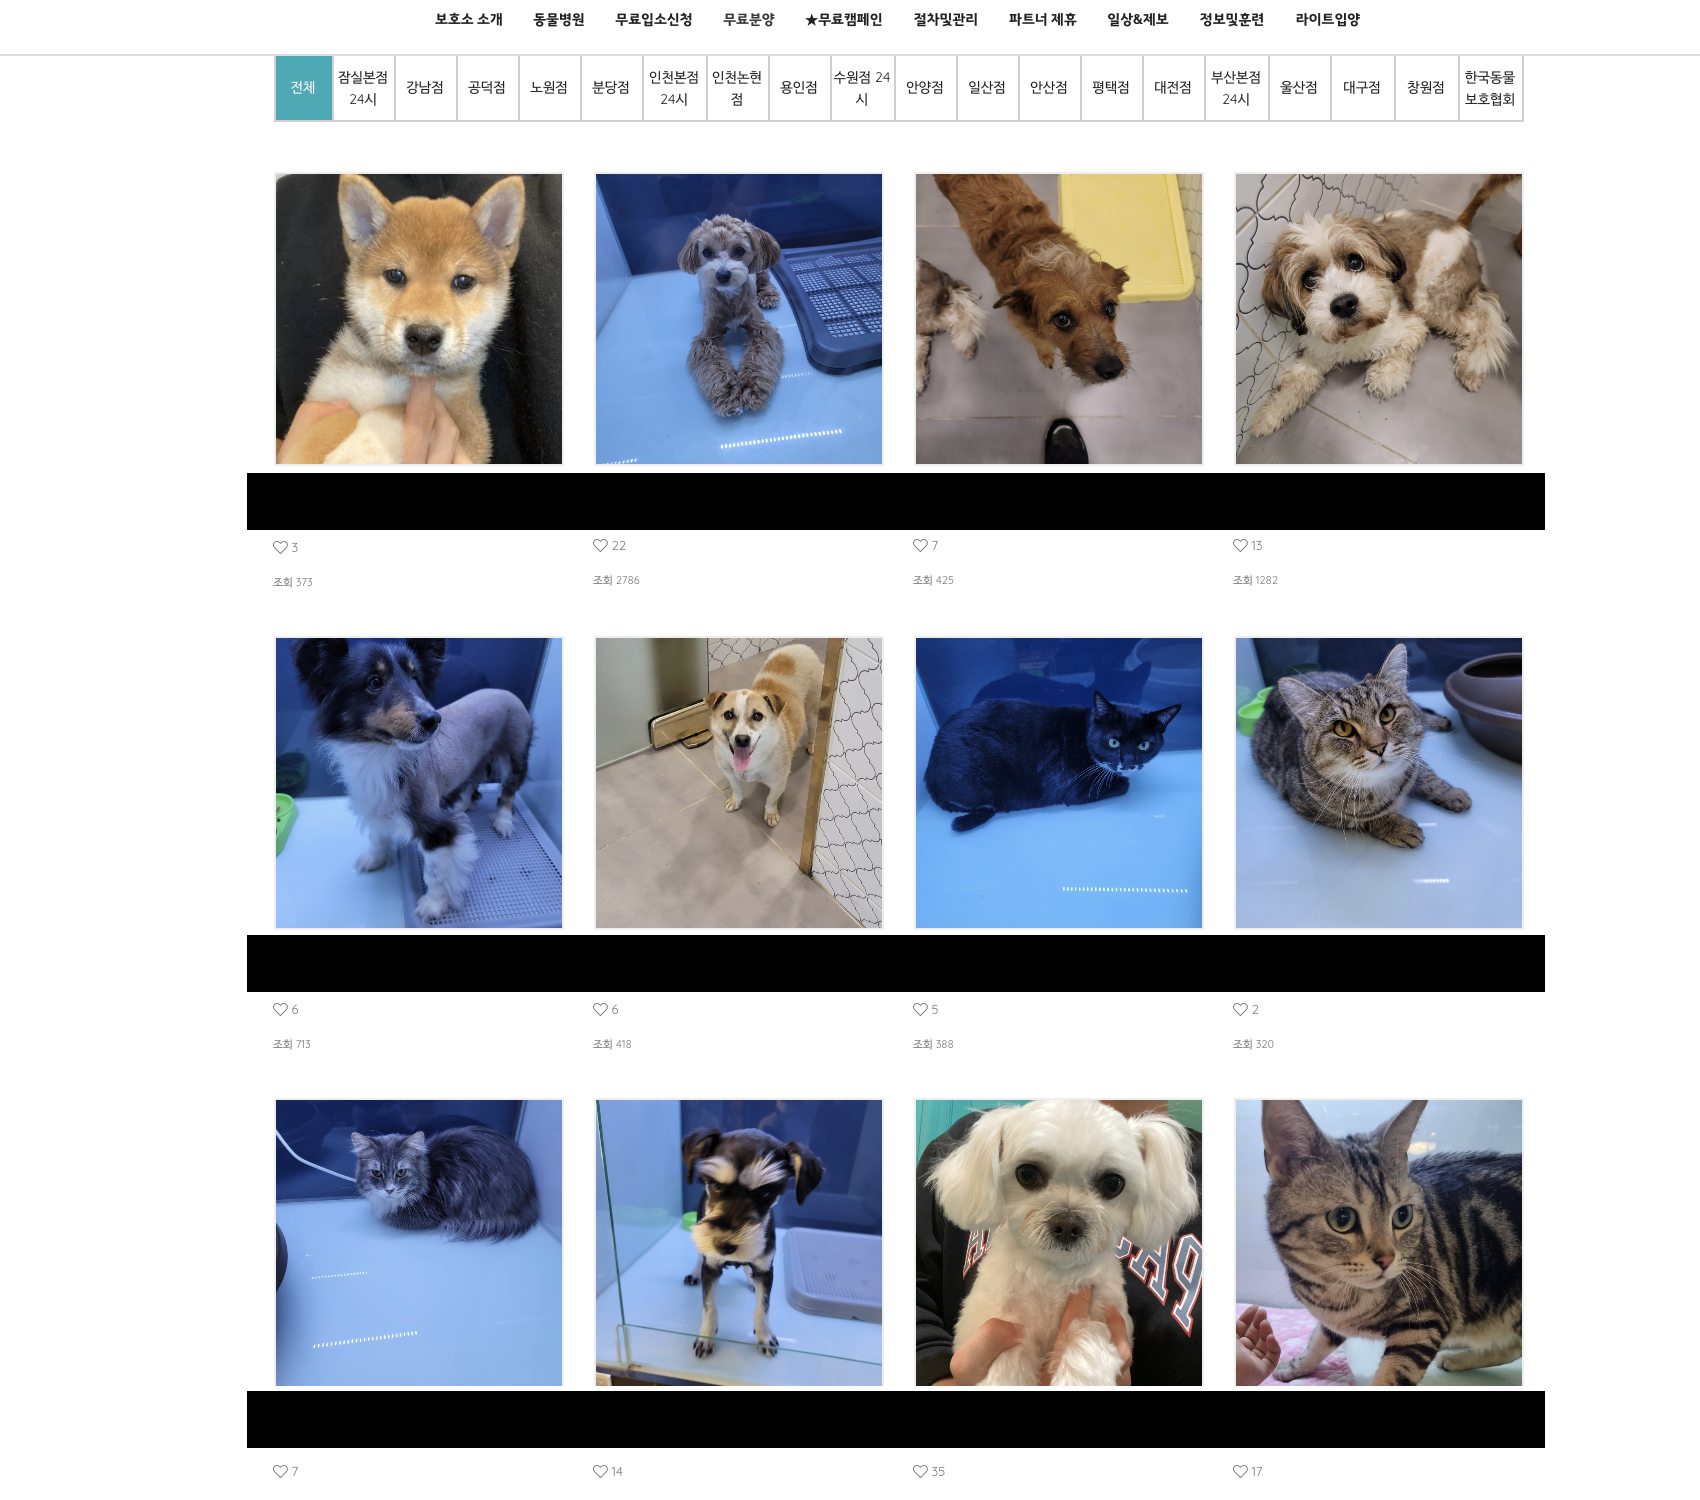 보호소 소개 동물병원 무료입소신청 무료분양 ★무료캠페인 절차및관리 파트너 제휴 일상&제보 정보및훈련 라이트입양
전체 잠실본점 24시 강남점 공덕점 노원점 분당점 인천본점 24시 인천논현점 용인점 수원점 24시 안양점 일산점 안산점 평택점 대전점 부산본점 24시 울산점 대구점 창원점 한국동물보호협회
3 22 7 13
조회 373 조회 2786 조회 425 조회 1282
6 6 5 2
조회 713 조회 418 조회 388 조회 320
7 14 35 17